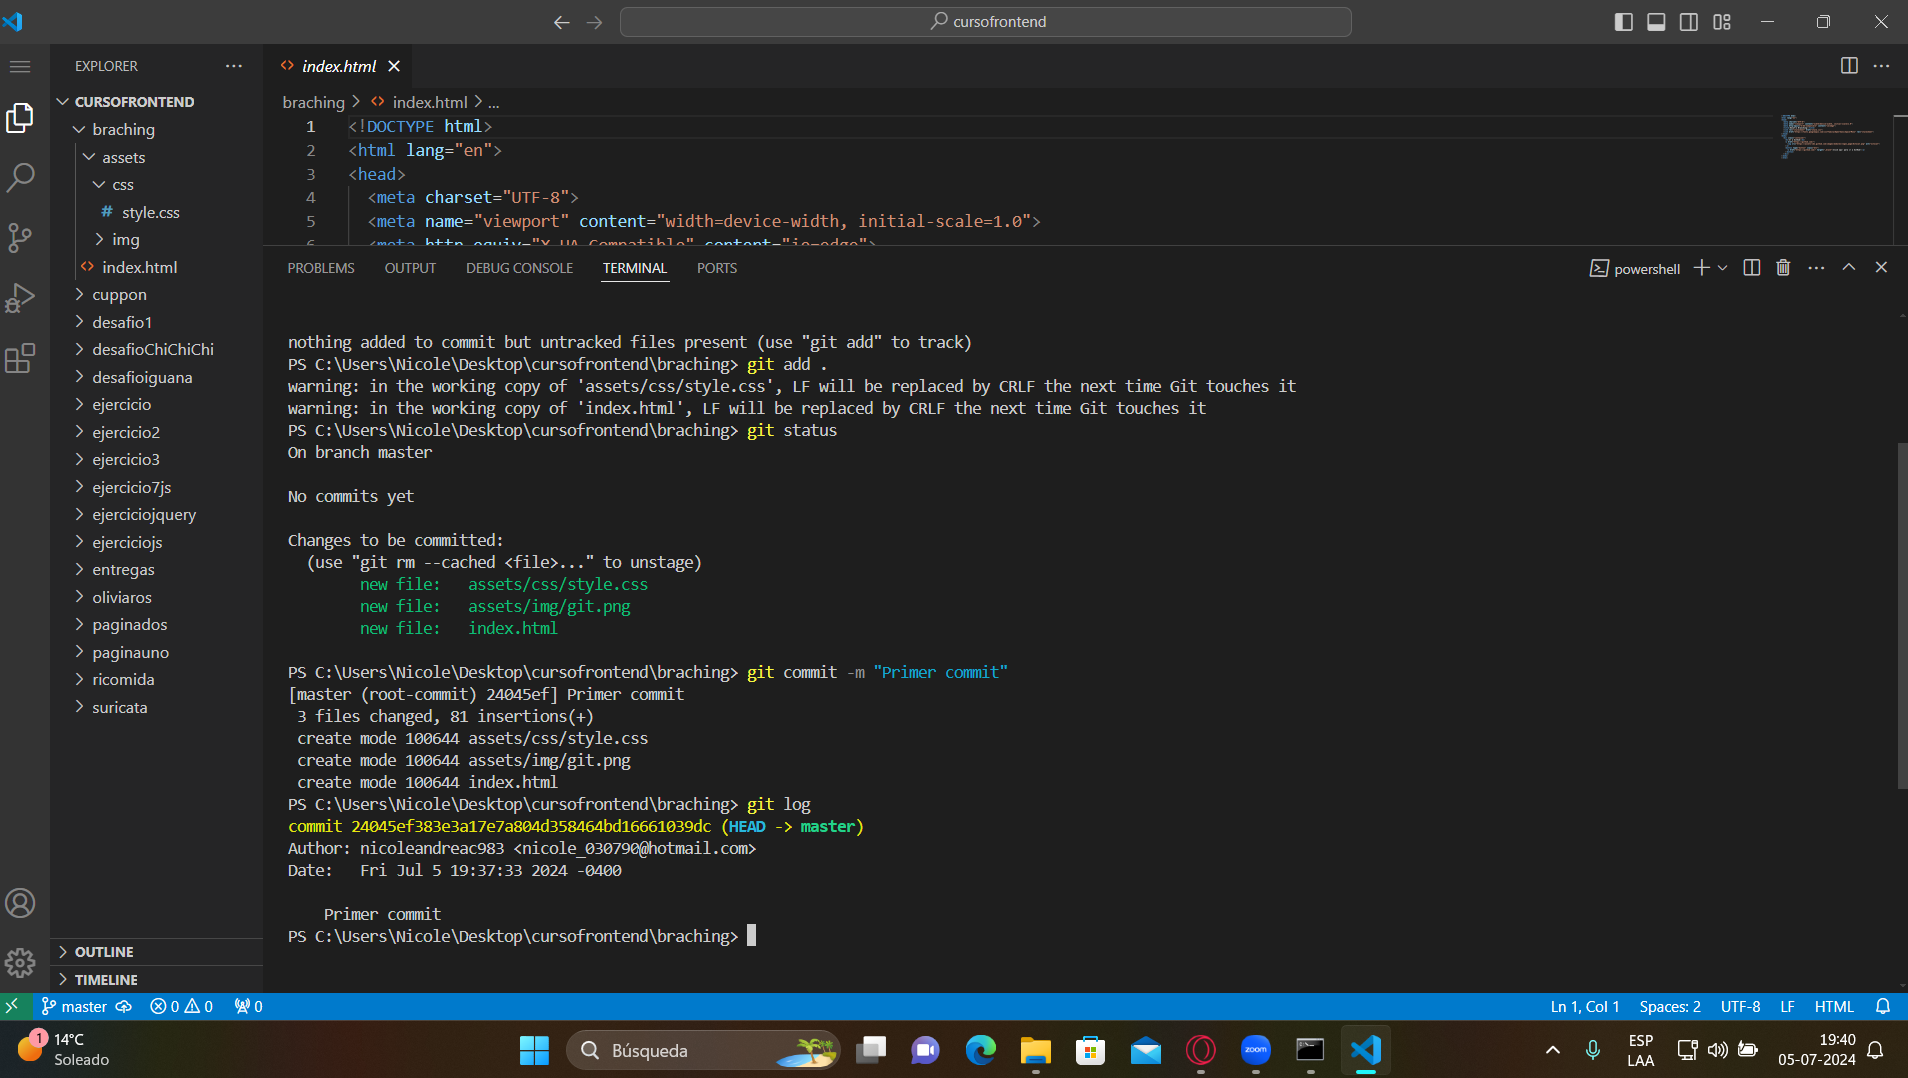 cursofrontend
EXPLORER
index.html
CURSOFRONTEND
braching
assets
css
# style.css
img
index.html
cuppon
desafio1
desafioChiChiChi
desafioiguana
ejercicio
ejercicio2
ejercicio3
ejercicio7js
ejerciciojquery
ejerciciojs
entregas
oliviaros
paginados
paginauno
ricomida
suricata
OUTLINE
TIMELINE
braching > index.html > ...
1 <!DOCTYPE html>
2 <html lang="en">
3 <head>
4 <meta charset="UTF-8">
5 <meta name="viewport" content="width=device-width, initial-scale=1.0">
6 <meta http-equiv="X-UA-Compatible" content="ie=edge">
PROBLEMS OUTPUT DEBUG CONSOLE TERMINAL PORTS
powershell
nothing added to commit but untracked files present (use "git add" to track)
PS C:\Users\Nicole\Desktop\cursofrontend\braching> git add .
warning: in the working copy of 'assets/css/style.css', LF will be replaced by CRLF the next time Git touches it
warning: in the working copy of 'index.html', LF will be replaced by CRLF the next time Git touches it
PS C:\Users\Nicole\Desktop\cursofrontend\braching> git status
On branch master
No commits yet
Changes to be committed:
(use "git rm --cached <file>..." to unstage)
new file: assets/css/style.css
new file: assets/img/git.png
new file: index.html
PS C:\Users\Nicole\Desktop\cursofrontend\braching> git commit -m "Primer commit"
[master (root-commit) 24045ef] Primer commit
3 files changed, 81 insertions(+)
create mode 100644 assets/css/style.css
create mode 100644 assets/img/git.png
create mode 100644 index.html
PS C:\Users\Nicole\Desktop\cursofrontend\braching> git log
commit 24045ef383e3a17e7a804d358464bd16661039dc (HEAD -> master)
Author: nicoleandreac983 <nicole_030790@hotmail.com>
Date: Fri Jul 5 19:37:33 2024 -0400
Primer commit
PS C:\Users\Nicole\Desktop\cursofrontend\braching>
master 0 0 0
Ln 1, Col 1 Spaces: 2 UTF-8 LF HTML
1
14°C
Soleado
Búsqueda
zoom
ESP
LAA
19:40
05-07-2024